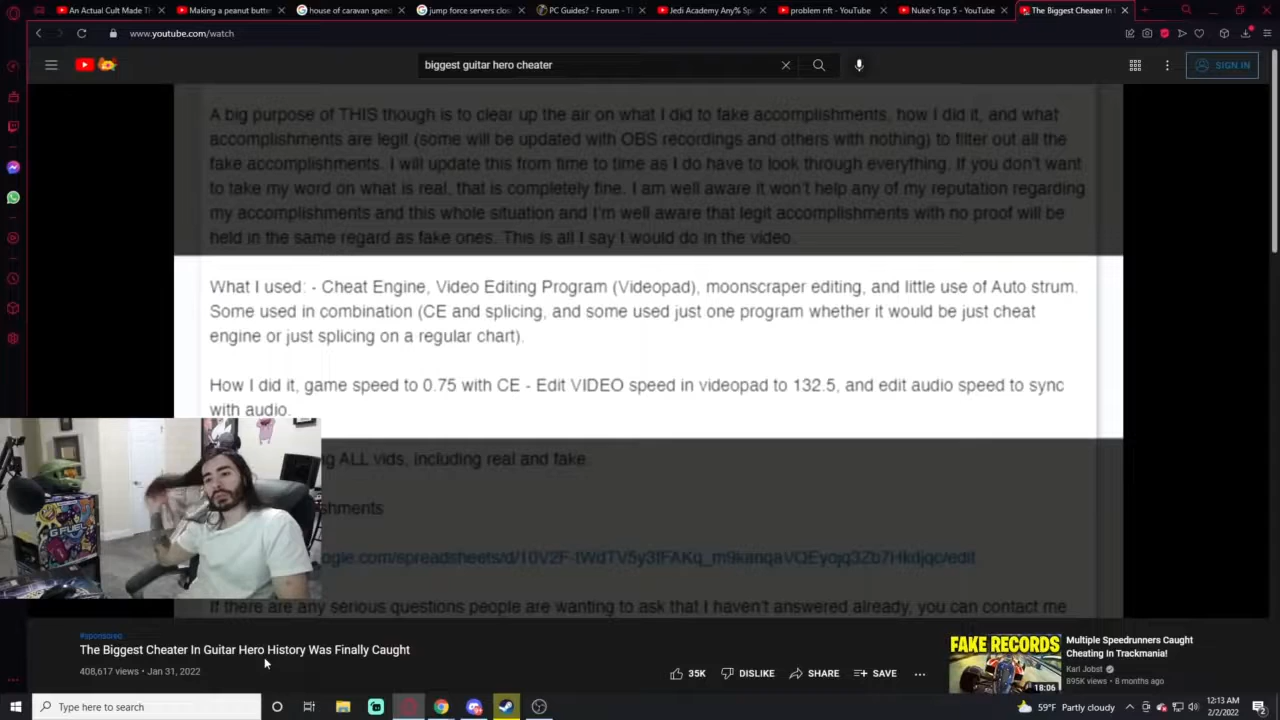 An Actual Cult Made Th
Making a peanut butter
house of caravan speed
jump force servers close
PC Guides? - Forum - T
Jedi Academy Any% Sp
problem nft - YouTube
Nuke's Top 5 - YouTube
The Biggest Cheater In
www.youtube.com/watch
biggest guitar hero cheater
SIGN IN
A big purpose of THIS though is to clear up the air on what I did to fake accomplishments, how I did it, and what
accomplishments are legit (some will be updated with OBS recordings and others with nothing) to filter out all the
fake accomplishments. I will update this from time to time as I do have to look through everything. If you don't want
to take my word on what is real, that is completely fine. I am well aware it won't help any of my reputation regarding
my accomplishments and this whole situation and I'm well aware that legit accomplishments with no proof will be
held in the same regard as fake ones. This is all I say I would do in the video.
What I used: - Cheat Engine, Video Editing Program (Videopad), moonscraper editing, and little use of Auto strum.
Some used in combination (CE and splicing, and some used just one program whether it would be just cheat
engine or just splicing on a regular chart).
How I did it, game speed to 0.75 with CE - Edit VIDEO speed in videopad to 132.5, and edit audio speed to sync
with audio.
ng ALL vids, including real and fake
shments
If there are any serious questions people are wanting to ask that I haven't answered already, you can contact me
G FUEL
#sponsored
The Biggest Cheater In Guitar Hero History Was Finally Caught
408,617 views • Jan 31, 2022
35K
DISLIKE
SHARE
SAVE
FAKE RECORDS
18:06
Multiple Speedrunners Caught
Cheating In Trackmania!
Karl Jobst
895K views • 8 months ago
Type here to search
59°F Partly cloudy
12:13 AM
2/2/2022
2